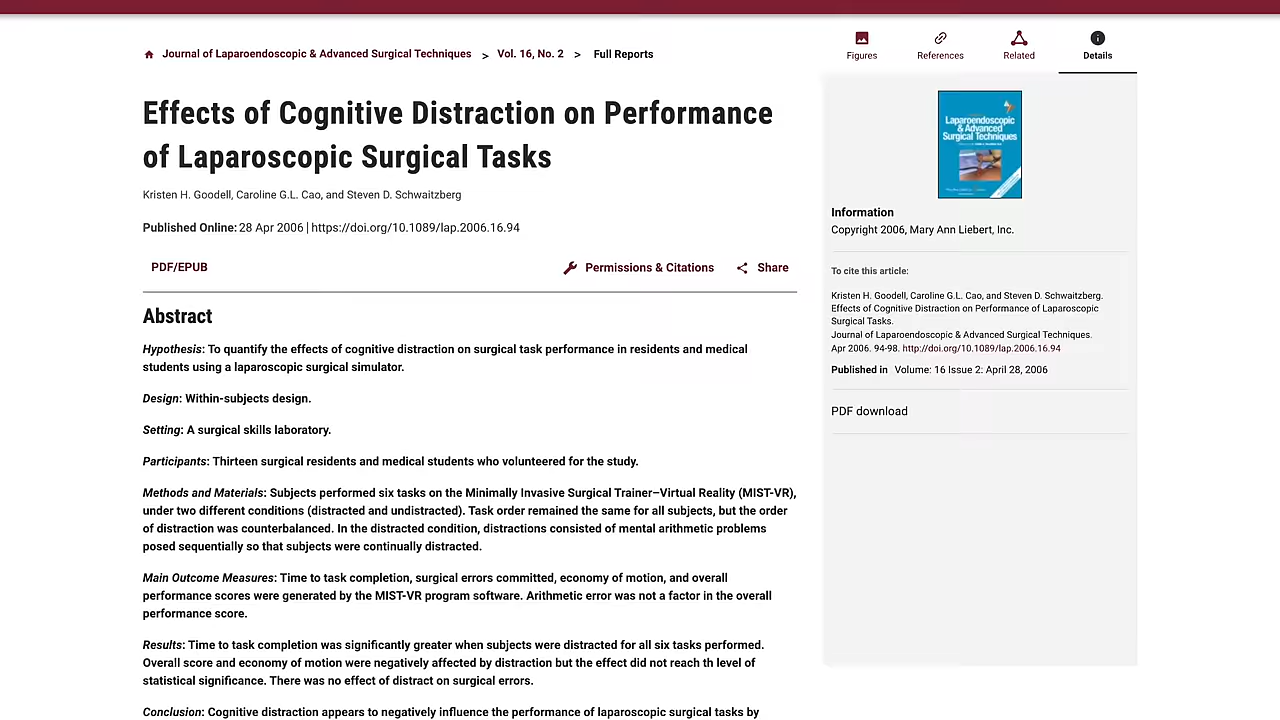 Journal of Laparoendoscopic & Advanced Surgical Techniques > Vol. 16, No. 2 > Full Reports
Effects of Cognitive Distraction on Performance
of Laparoscopic Surgical Tasks
Kristen H. Goodell, Caroline G.L. Cao, and Steven D. Schwaitzberg
Published Online: 28 Apr 2006 | https://doi.org/10.1089/lap.2006.16.94
PDF/EPUB
Permissions & Citations
Share
Abstract
Hypothesis: To quantify the effects of cognitive distraction on surgical task performance in residents and medical
students using a laparoscopic surgical simulator.
Design: Within-subjects design.
Setting: A surgical skills laboratory.
Participants: Thirteen surgical residents and medical students who volunteered for the study.
Methods and Materials: Subjects performed six tasks on the Minimally Invasive Surgical Trainer–Virtual Reality (MIST-VR),
under two different conditions (distracted and undistracted). Task order remained the same for all subjects, but the order
of distraction was counterbalanced. In the distracted condition, distractions consisted of mental arithmetic problems
posed sequentially so that subjects were continually distracted.
Main Outcome Measures: Time to task completion, surgical errors committed, economy of motion, and overall
performance scores were generated by the MIST-VR program software. Arithmetic error was not a factor in the overall
performance score.
Results: Time to task completion was significantly greater when subjects were distracted for all six tasks performed.
Overall score and economy of motion were negatively affected by distraction but the effect did not reach th level of
statistical significance. There was no effect of distract on surgical errors.
Conclusion: Cognitive distraction appears to negatively influence the performance of laparoscopic surgical tasks by
Figures
References
Related
Details
Laparoendoscopic
& Advanced
Surgical Techniques
Information
Copyright 2006, Mary Ann Liebert, Inc.
To cite this article:
Kristen H. Goodell, Caroline G.L. Cao, and Steven D. Schwaitzberg.
Effects of Cognitive Distraction on Performance of Laparoscopic
Surgical Tasks.
Journal of Laparoendoscopic & Advanced Surgical Techniques.
Apr 2006. 94-98. http://doi.org/10.1089/lap.2006.16.94
Published in Volume: 16 Issue 2: April 28, 2006
PDF download